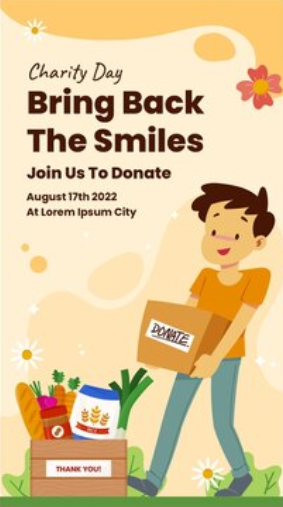 Charity Day
Bring Back
The Smiles
Join Us To Donate
August 17th 2022
At Lorem Ipsum City
DONATE
THANK YOU!